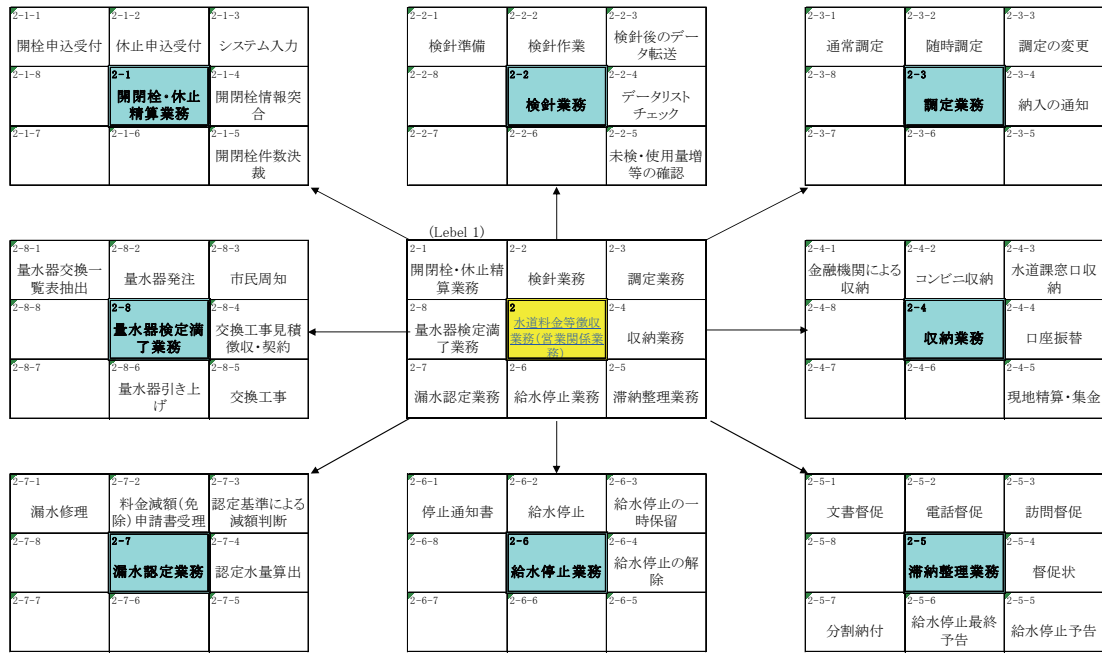 2-1-1 2-1-2 2-1-3
開栓申込受付 休止申込受付 システム入力
2-1-8 2-1 2-1-4
開閉栓・休止
精算業務
開閉栓情報突
合
2-1-7 2-1-6 2-1-5
開閉栓件数決
裁
2-2-1 2-2-2 2-2-3
検針準備 検針作業 検針後のデー
タ転送
2-2-8 2-2 2-2-4
検針業務 データリスト
チェック
2-2-7 2-2-6 2-2-5
未検・使用量増
等の確認
2-3-1 2-3-2 2-3-3
通常調定 随時調定 調定の変更
2-3-8 2-3 2-3-4
調定業務 納入の通知
2-3-7 2-3-6 2-3-5
2-8-1 2-8-2 2-8-3
量水器交換一
覧表抽出
量水器発注 市民周知
2-8-8 2-8 2-8-4
量水器検定満
了業務
交換工事見積
徴収・契約
2-8-7 2-8-6 2-8-5
量水器引き上
げ
交換工事
(Lebel 1)
2-1 2-2 2-3
開閉栓・休止精
算業務
検針業務 調定業務
2-8 2 2-4
量水器検定満
了業務
水道料金等徴収
業務(営業関係業
務)
収納業務
2-7 2-6 2-5
漏水認定業務 給水停止業務 滞納整理業務
2-4-1 2-4-2 2-4-3
金融機関による
収納
コンビニ収納 水道課窓口収
納
2-4-8 2-4 2-4-4
収納業務 口座振替
2-4-7 2-4-6 2-4-5
現地精算・集金
2-7-1 2-7-2 2-7-3
漏水修理 料金減額(免
除)申請書受理
認定基準による
減額判断
2-7-8 2-7 2-7-4
漏水認定業務 認定水量算出
2-7-7 2-7-6 2-7-5
2-6-1 2-6-2 2-6-3
停止通知書 給水停止 給水停止の一
時保留
2-6-8 2-6 2-6-4
給水停止業務 給水停止の解
除
2-6-7 2-6-6 2-6-5
2-5-1 2-5-2 2-5-3
文書督促 電話督促 訪問督促
2-5-8 2-5 2-5-4
滞納整理業務 督促状
2-5-7 2-5-6 2-5-5
分割納付 給水停止最終
予告
給水停止予告